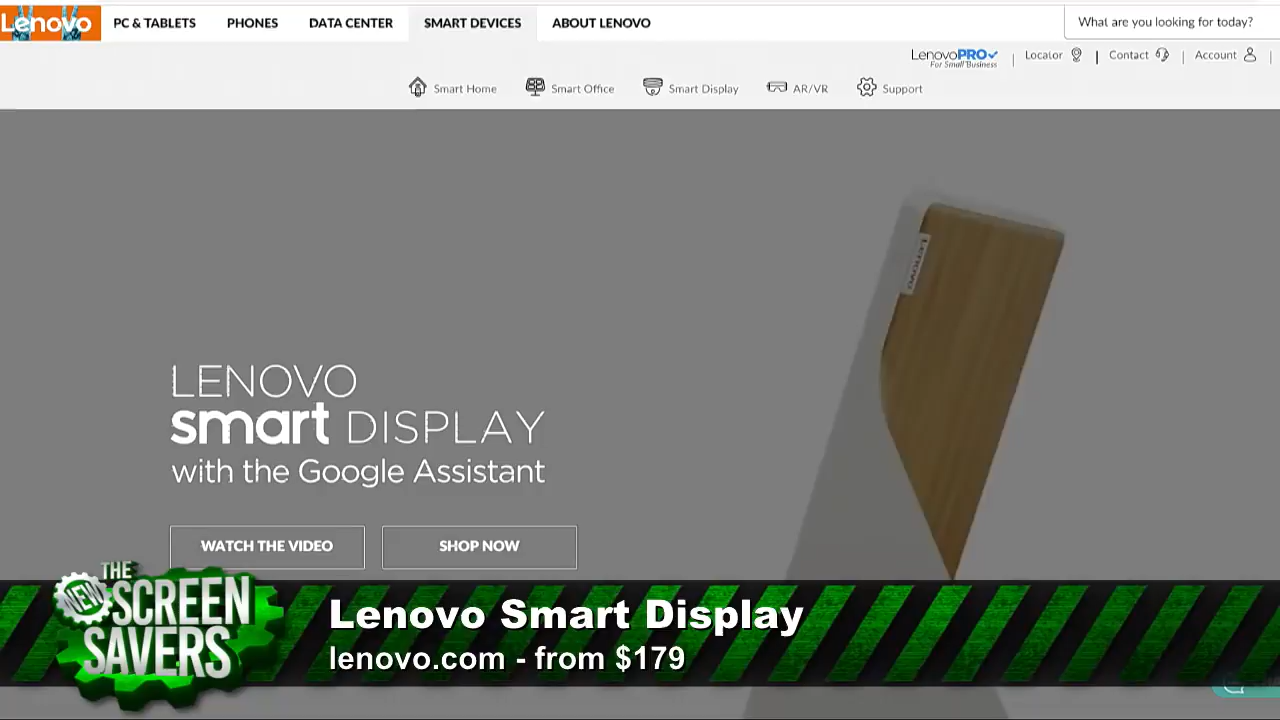 Lenovo
PC & TABLETS
PHONES
DATA CENTER
SMART DEVICES
ABOUT LENOVO
What are you looking for today?
LenovoPRO
For Small Business
Locator
Contact
Account
Smart Home
Smart Office
Smart Display
AR/VR
Support
Lenovo
LENOVO
smart DISPLAY
with the Google Assistant
WATCH THE VIDEO
SHOP NOW
THE
NEW
SCREEN
SAVERS
Lenovo Smart Display
lenovo.com - from $179